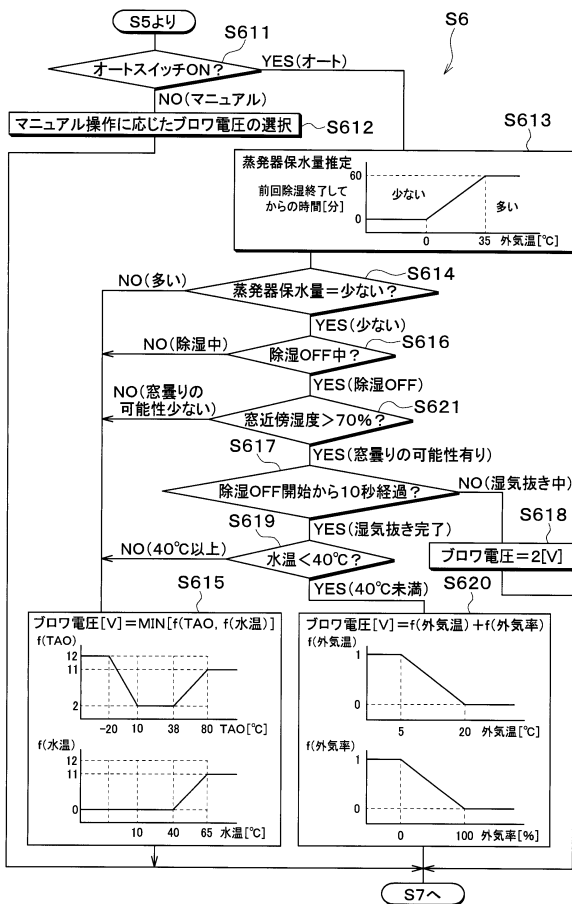 S5より
S611
S6
オートスイッチON？
YES(オート)
NO(マニュアル)
マニュアル操作に応じたブロワ電圧の選択
S612
S613
蒸発器保水量推定
前回除湿終了して
からの時間[分]
60
0
少ない
多い
0
35
外気温[℃]
S614
NO(多い)
蒸発器保水量＝少ない？
YES(少ない)
S616
NO(除湿中)
除湿OFF中？
YES(除湿OFF)
NO(窓曇りの
可能性少ない)
S621
窓近傍湿度＞70％？
S617
YES(窓曇りの可能性有り)
除湿OFF開始から10秒経過？
NO(湿気抜き中)
S618
S619
YES(湿気抜き完了)
NO(40℃以上)
水温＜40℃？
ブロワ電圧＝2[V]
S615
YES(40℃未満)
S620
ブロワ電圧[V]＝MIN[f(TAO, f(水温)]
f(TAO)
12
11
2
-20
10
38
80
TAO[℃]
f(水温)
12
11
0
10
40
65
水温[℃]
ブロワ電圧[V]＝f(外気温)＋f(外気率)
f(外気温)
1
0
5
20
外気温[℃]
f(外気率)
1
0
0
100
外気率[％]
S7へ